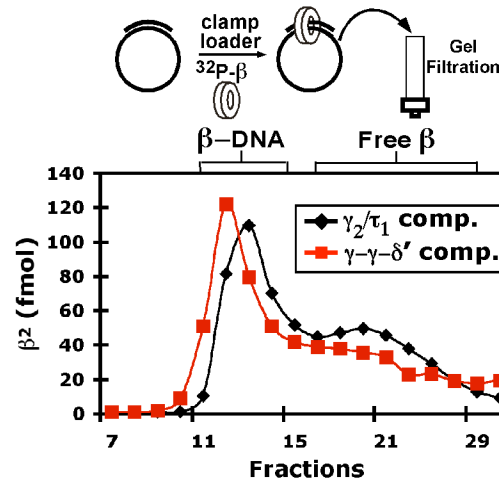 clamp
loader
³²P-β
Gel
Filtration
β-DNA
Free β
140
120
100
80
60
40
20
0
β² (fmol)
γ₂/τ₁ comp.
γ-γ-δ′ comp.
7
11
15
21
29
Fractions